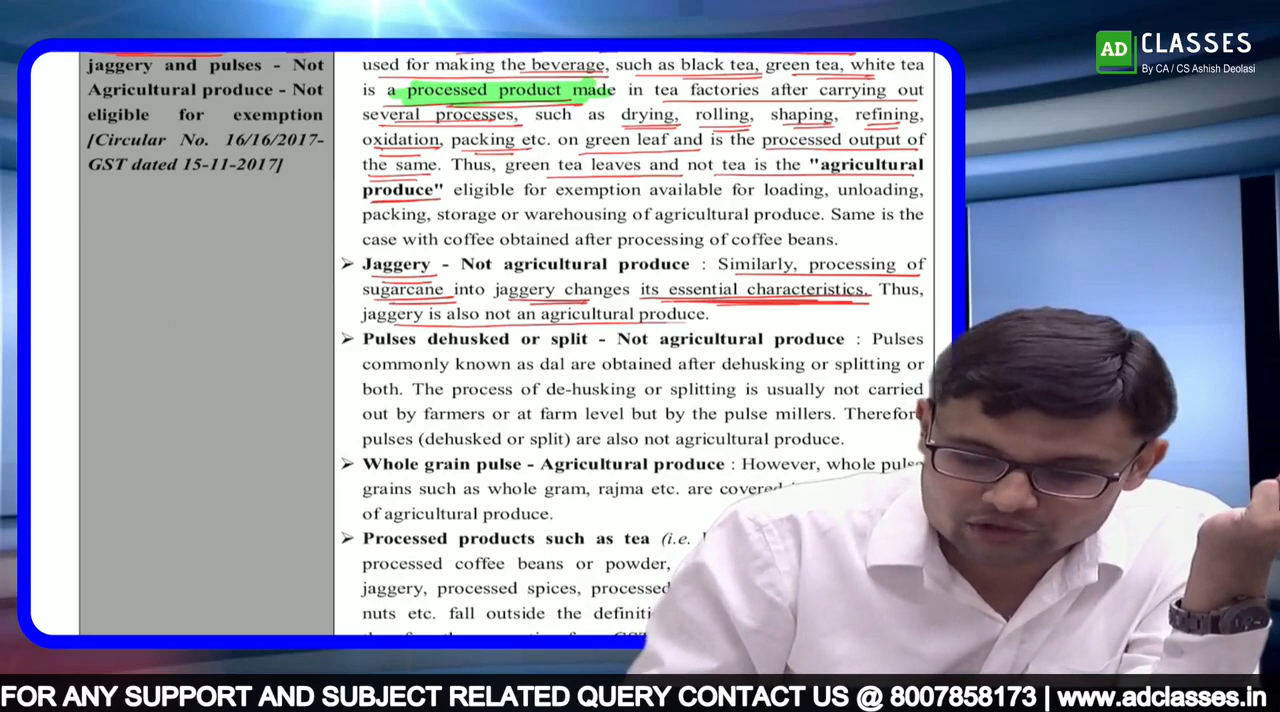 AD CLASSES
By CA / CS Ashish Deolasi
jaggery and pulses - Not
Agricultural produce - Not
eligible for exemption
[Circular No. 16/16/2017-
GST dated 15-11-2017]
used for making the beverage, such as black tea, green tea, white tea
is a processed product made in tea factories after carrying out
several processes, such as drying, rolling, shaping, refining,
oxidation, packing etc. on green leaf and is the processed output of
the same. Thus, green tea leaves and not tea is the "agricultural
produce" eligible for exemption available for loading, unloading,
packing, storage or warehousing of agricultural produce. Same is the
case with coffee obtained after processing of coffee beans.
➢ Jaggery - Not agricultural produce : Similarly, processing of
sugarcane into jaggery changes its essential characteristics. Thus,
jaggery is also not an agricultural produce.
➢ Pulses dehusked or split - Not agricultural produce : Pulses
commonly known as dal are obtained after dehusking or splitting or
both. The process of de-husking or splitting is usually not carried
out by farmers or at farm level but by the pulse millers. Therefore
pulses (dehusked or split) are also not agricultural produce.
➢ Whole grain pulse - Agricultural produce : However, whole pulse
grains such as whole gram, rajma etc. are covered
of agricultural produce.
➢ Processed products such as tea (i.e.
processed coffee beans or powder,
jaggery, processed spices, processed
nuts etc. fall outside the
FOR ANY SUPPORT AND SUBJECT RELATED QUERY CONTACT US @ 8007858173 | www.adclasses.in